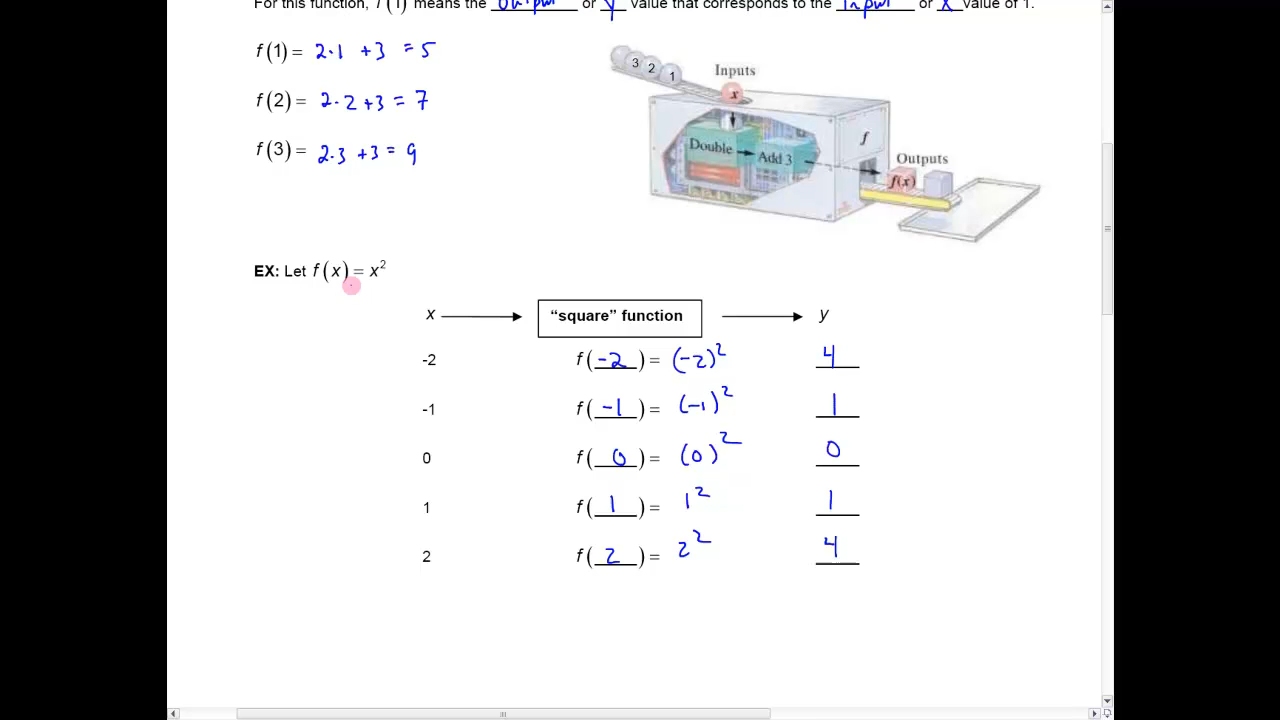 For this function, f(1) means the output or y value that corresponds to the input or x value of 1.
f(1) = 2·1 +3 = 5
f(2) = 2·2 +3 = 7
f(3) = 2·3 +3 = 9
3 2 1
Inputs
x
Double
Add 3
f
Outputs
f(x)
EX: Let f(x) = x²
x "square" function y
-2 f(-2) = (-2)² 4
-1 f(-1) = (-1)² 1
0 f(0) = (0)² 0
1 f(1) = 1² 1
2 f(2) = 2² 4